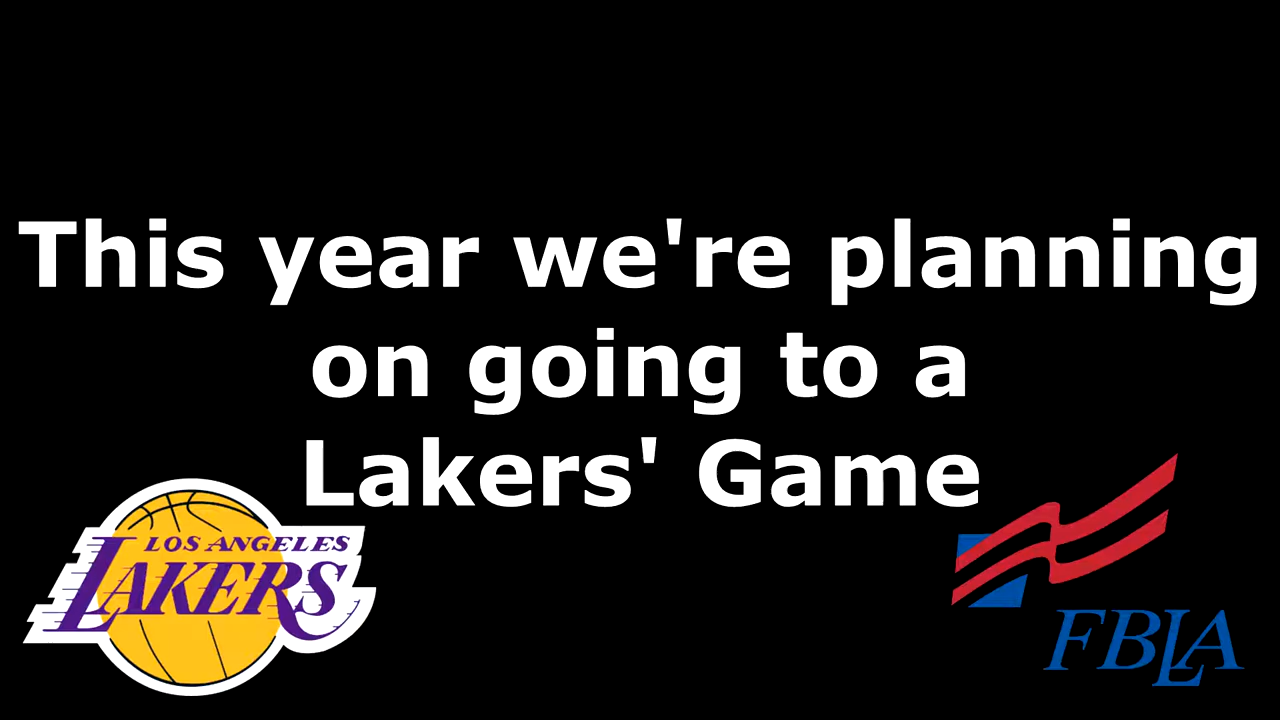 This year we're planning
on going to a
Lakers' Game
LOS ANGELES
LAKERS
FBLA